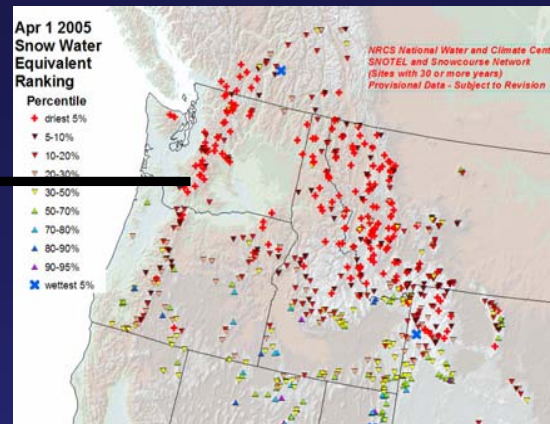 Apr 1 2005
Snow Water
Equivalent
Ranking
Percentile
driest 5%
5-10%
10-20%
20-30%
30-50%
50-70%
70-80%
80-90%
90-95%
wettest 5%
NRCS National Water and Climate Cent
SNOTEL and Snowcourse Network
(Sites with 30 or more years)
Provisional Data - Subject to Revision